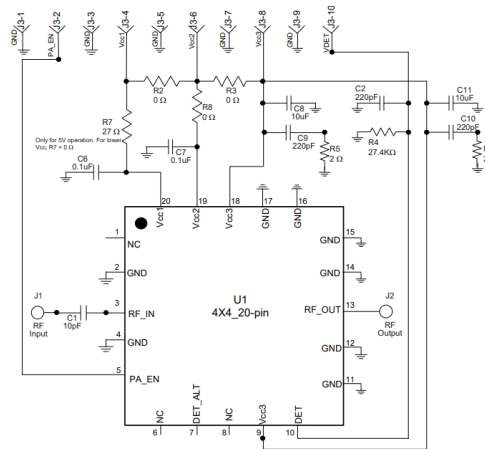 J3-1
J3-2
J3-3
J3-4
J3-5
J3-6
J3-7
J3-8
J3-9
J3-10
GND
PA_EN
GND
Vcc1
GND
Vcc2
GND
Vcc3
GND
VDET
R2
0 Ω
R3
0 Ω
R7
27 Ω
R8
0 Ω
C8
10uF
C2
220pF
C11
10uF
Only for 5V operation. For lower
Vcc, R7 = 0 Ω
C7
0.1uF
C9
220pF
R5
2 Ω
R4
27.4KΩ
C10
220pF
C6
0.1uF
20
19
18
17
16
Vcc1
Vcc2
Vcc3
GND
GND
1
NC
15
GND
2
GND
14
GND
U1
4X4_20-pin
J1
RF
Input
C1
10pF
3
RF_IN
13
RF_OUT
J2
RF
Output
4
GND
12
GND
5
PA_EN
11
GND
NC
DET_ALT
NC
Vcc3
DET
6
7
8
9
10